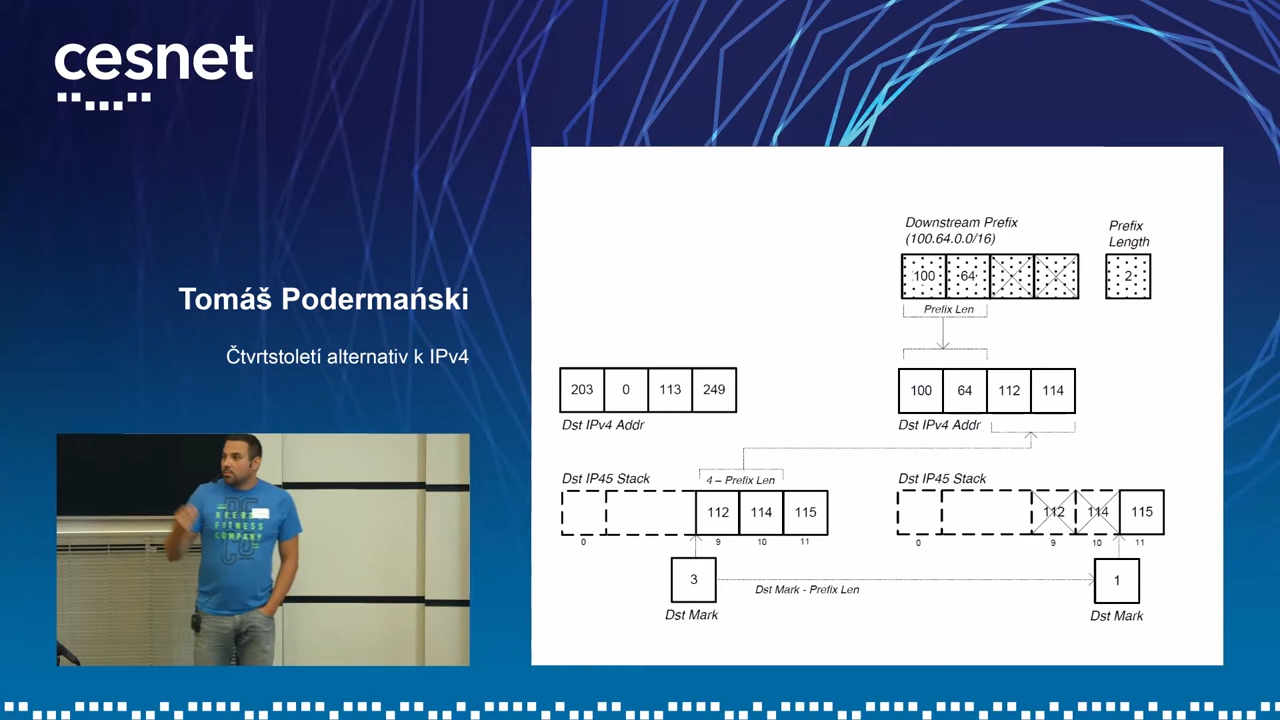 cesnet
Tomáš Podermański
Čtvrtstoletí alternativ k IPv4
REEBOK
FITNESS
COMPANY
Downstream Prefix
(100.64.0.0/16)
Prefix
Length
100 64
2
Prefix Len
203 0 113 249
Dst IPv4 Addr
100 64 112 114
Dst IPv4 Addr
Dst IP45 Stack
4 – Prefix Len
112 114 115
0 9 10 11
Dst IP45 Stack
112 114 115
0 9 10 11
3
Dst Mark
Dst Mark - Prefix Len
1
Dst Mark